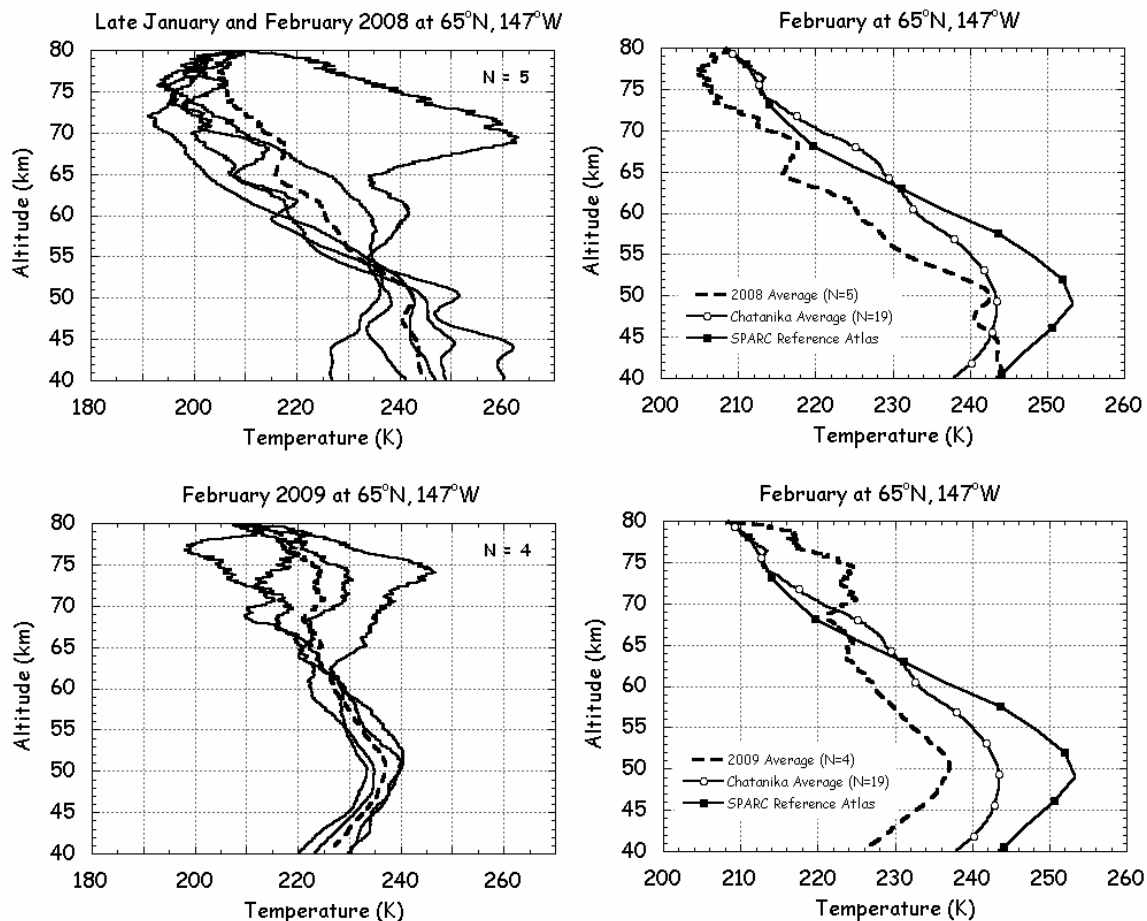 Late January and February 2008 at 65°N, 147°W
80
75
70
65
60
55
50
45
40
Altitude (km)
N = 5
180 200 220 240 260
Temperature (K)
February at 65°N, 147°W
80
75
70
65
60
55
50
45
40
Altitude (km)
2008 Average (N=5)
Chatanika Average (N=19)
SPARC Reference Atlas
200 210 220 230 240 250 260
Temperature (K)
February 2009 at 65°N, 147°W
80
75
70
65
60
55
50
45
40
Altitude (km)
N = 4
180 200 220 240 260
Temperature (K)
February at 65°N, 147°W
80
75
70
65
60
55
50
45
40
Altitude (km)
2009 Average (N=4)
Chatanika Average (N=19)
SPARC Reference Atlas
200 210 220 230 240 250 260
Temperature (K)